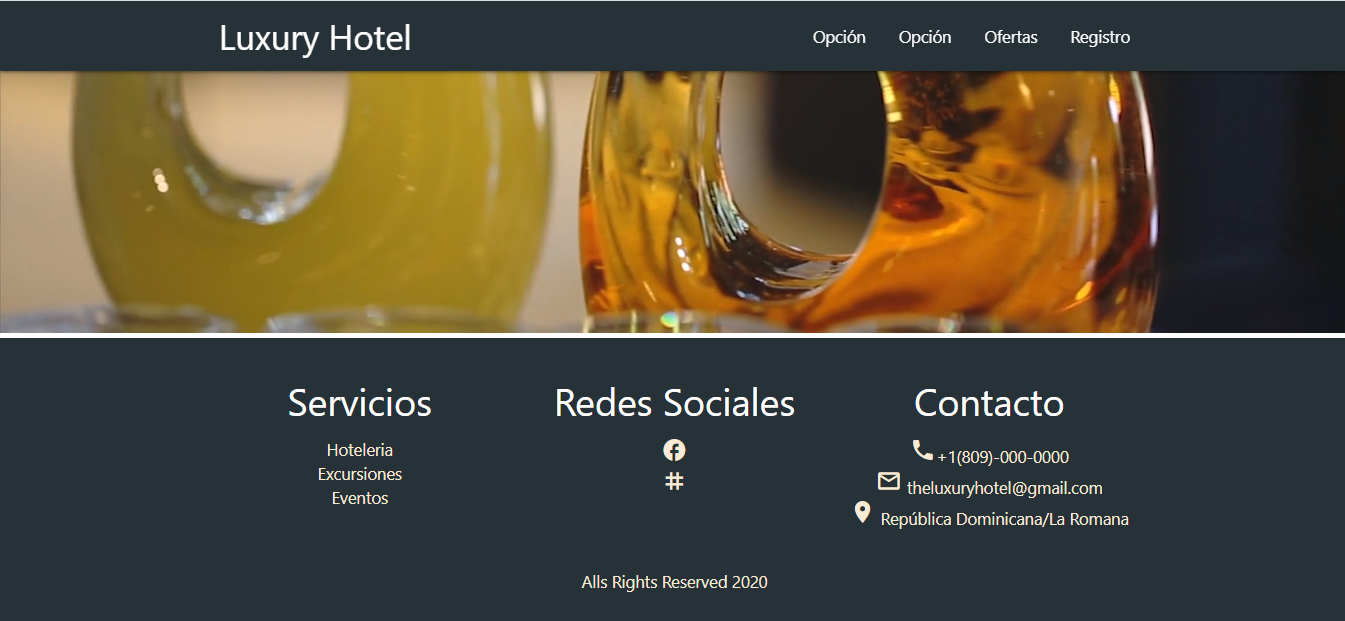 Luxury Hotel
Opción Opción Ofertas Registro
Servicios
Hoteleria
Excursiones
Eventos
Redes Sociales
Contacto
+1(809)-000-0000
theluxuryhotel@gmail.com
República Dominicana/La Romana
Alls Rights Reserved 2020